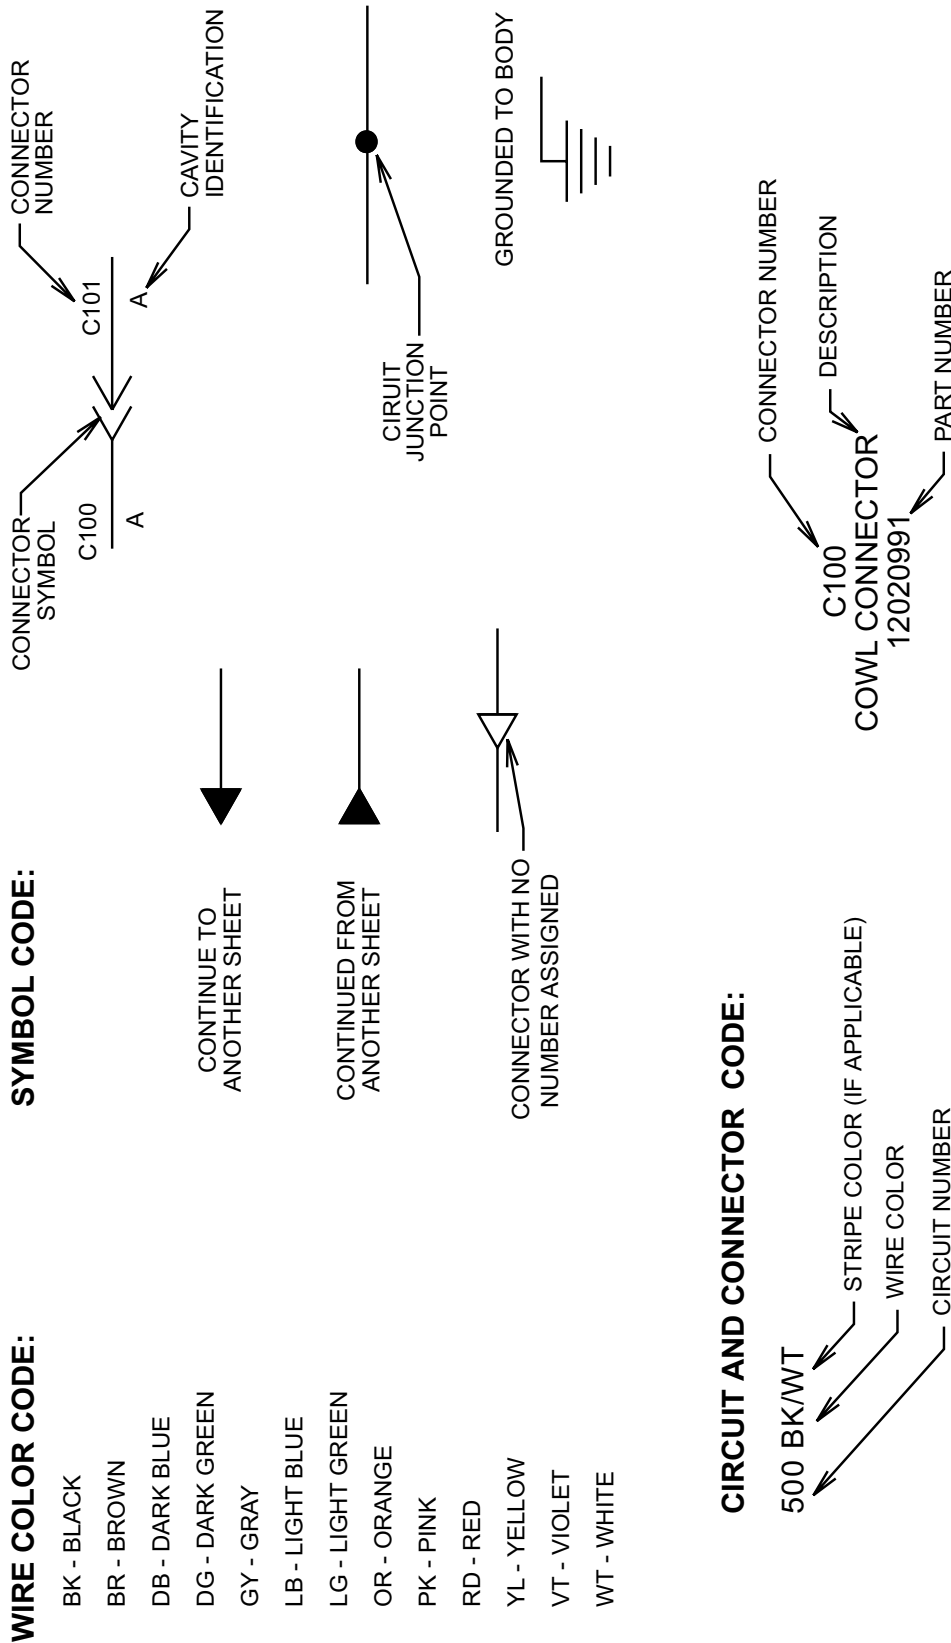 WIRE COLOR CODE:
BK - BLACK
BR - BROWN
DB - DARK BLUE
DG - DARK GREEN
GY - GRAY
LB - LIGHT BLUE
LG - LIGHT GREEN
OR - ORANGE
PK - PINK
RD - RED
YL - YELLOW
VT - VIOLET
WT - WHITE
SYMBOL CODE:
CONTINUE TO
ANOTHER SHEET
CONTINUED FROM
ANOTHER SHEET
CONNECTOR WITH NO
NUMBER ASSIGNED
CONNECTOR
SYMBOL
C100
A
C101
A
CONNECTOR
NUMBER
CAVITY
IDENTIFICATION
CIRUIT
JUNCTION
POINT
GROUNDED TO BODY
CIRCUIT AND CONNECTOR CODE:
500 BK/WT
STRIPE COLOR (IF APPLICABLE)
WIRE COLOR
CIRCUIT NUMBER
C100
COWL CONNECTOR
12020991
CONNECTOR NUMBER
DESCRIPTION
PART NUMBER